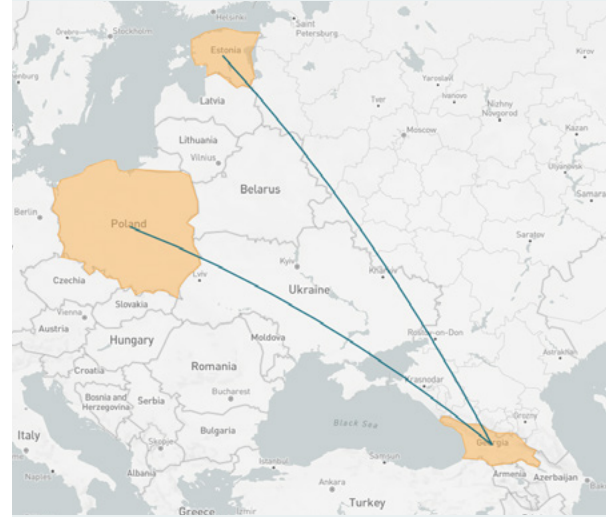 Helsinki
Saint
Petersburg
Örebro
Stockholm
Estonia
Kirov
Yaroslavl
Ivanovo
Tver
Nizhny
Novgorod
Latvia
Kazan
Moscow
Lithuania
Vilnius
Ulyanovsk
Samara
Belarus
Berlin
Poland
Saratov
Kyiv
Kharkiv
Lviv
Czechia
Ukraine
Slovakia
Vienna
Austria
Hungary
Moldova
Rostov-on-Don
Astrakhan
Croatia
Romania
Krasnodar
Bosnia and
Herzegovina
Serbia
Bucharest
Grozny
Black Sea
Italy
Bulgaria
Skopje
Georgia
Naples
Albania
Istanbul
Samsun
Armenia
Azerbaijan
Ankara
Turkey
Greece
Izmir